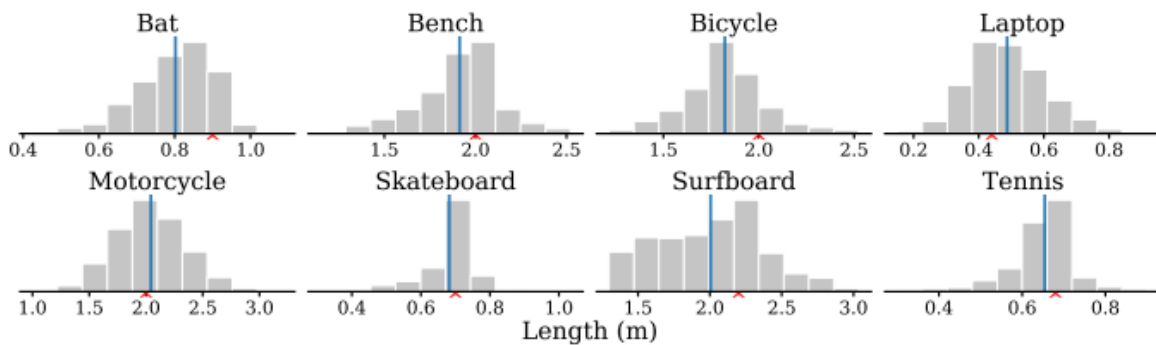 Bat Bench Bicycle Laptop
0.4 0.6 0.8 1.0 1.5 2.0 2.5 1.5 2.0 2.5 0.2 0.4 0.6 0.8
Motorcycle Skateboard Surfboard Tennis
1.0 1.5 2.0 2.5 3.0 0.4 0.6 0.8 1.0 1.5 2.0 2.5 3.0 0.4 0.6 0.8
Length (m)